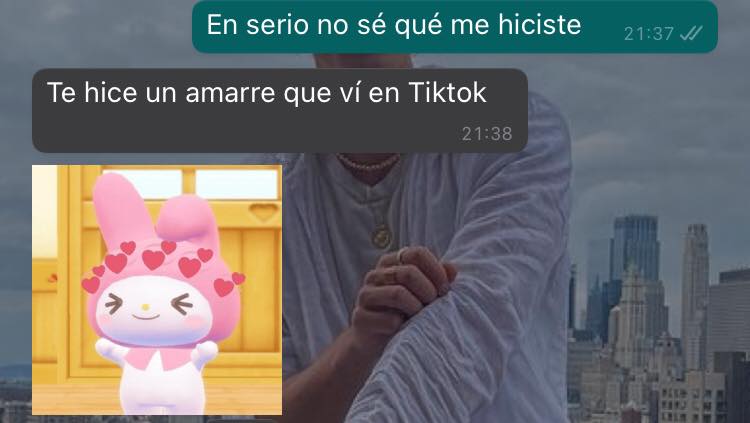 En serio no sé qué me hiciste
21:37
Te hice un amarre que ví en Tiktok
21:38